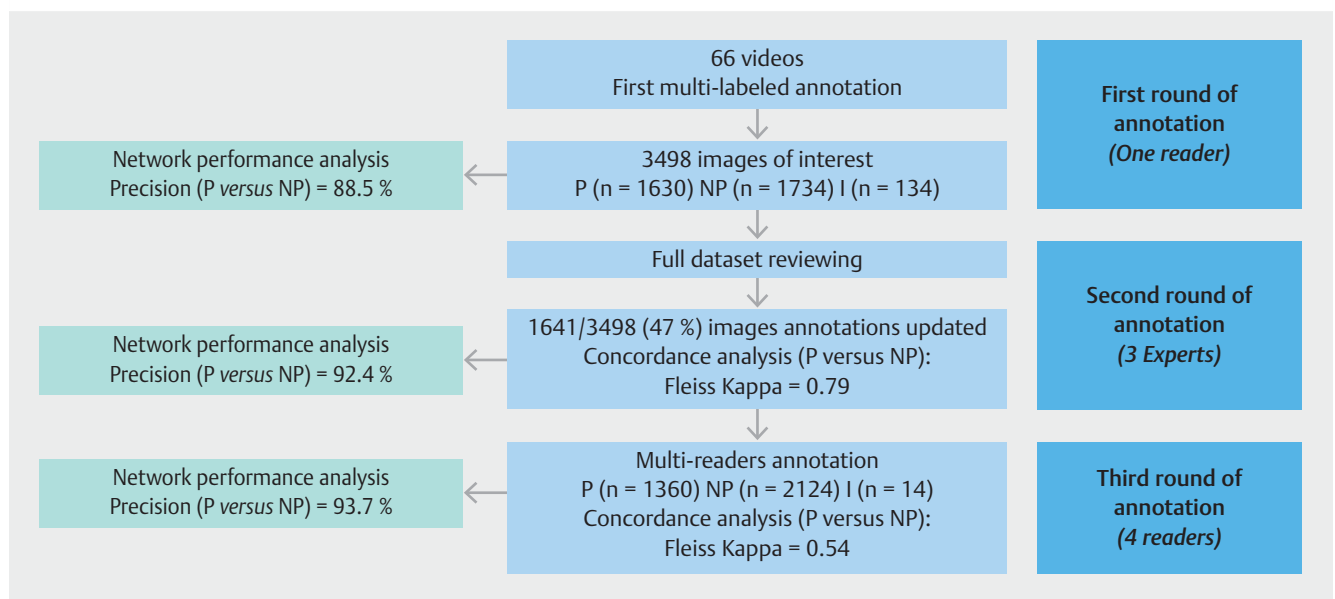 66 videos
First multi-labeled annotation
First round of
annotation
(One reader)
Network performance analysis
Precision (P versus NP) = 88.5 %
3498 images of interest
P (n = 1630) NP (n = 1734) I (n = 134)
Full dataset reviewing
Second round of
annotation
(3 Experts)
Network performance analysis
Precision (P versus NP) = 92.4 %
1641/3498 (47 %) images annotations updated
Concordance analysis (P versus NP):
Fleiss Kappa = 0.79
Network performance analysis
Precision (P versus NP) = 93.7 %
Multi-readers annotation
P (n = 1360) NP (n = 2124) I (n = 14)
Concordance analysis (P versus NP):
Fleiss Kappa = 0.54
Third round of
annotation
(4 readers)